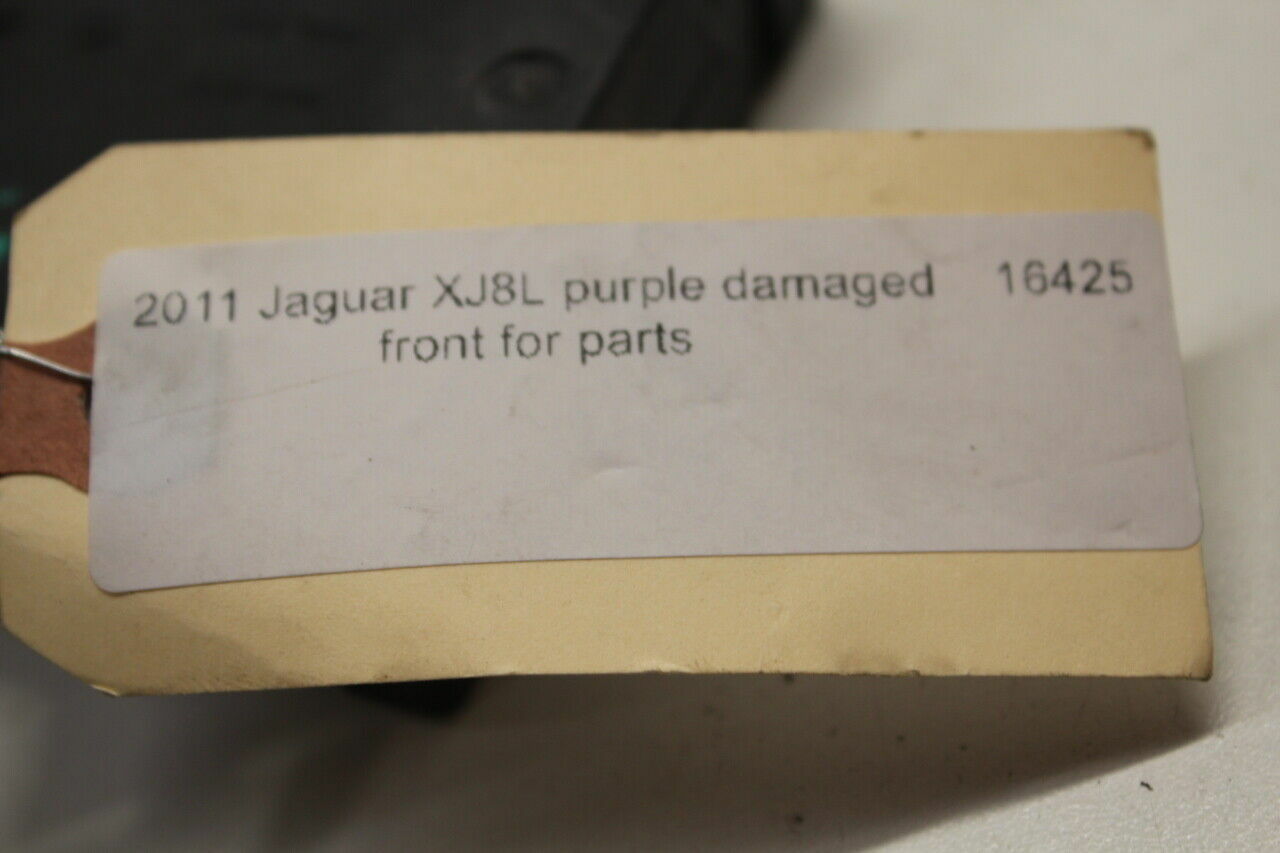 2011 Jaguar XJ8L purple damaged 16425
front for parts